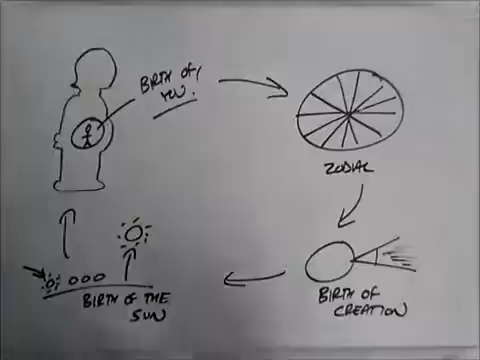 BIRTH OF
YOU.
ZODIAC
BIRTH OF
CREATION
BIRTH OF THE
SUN